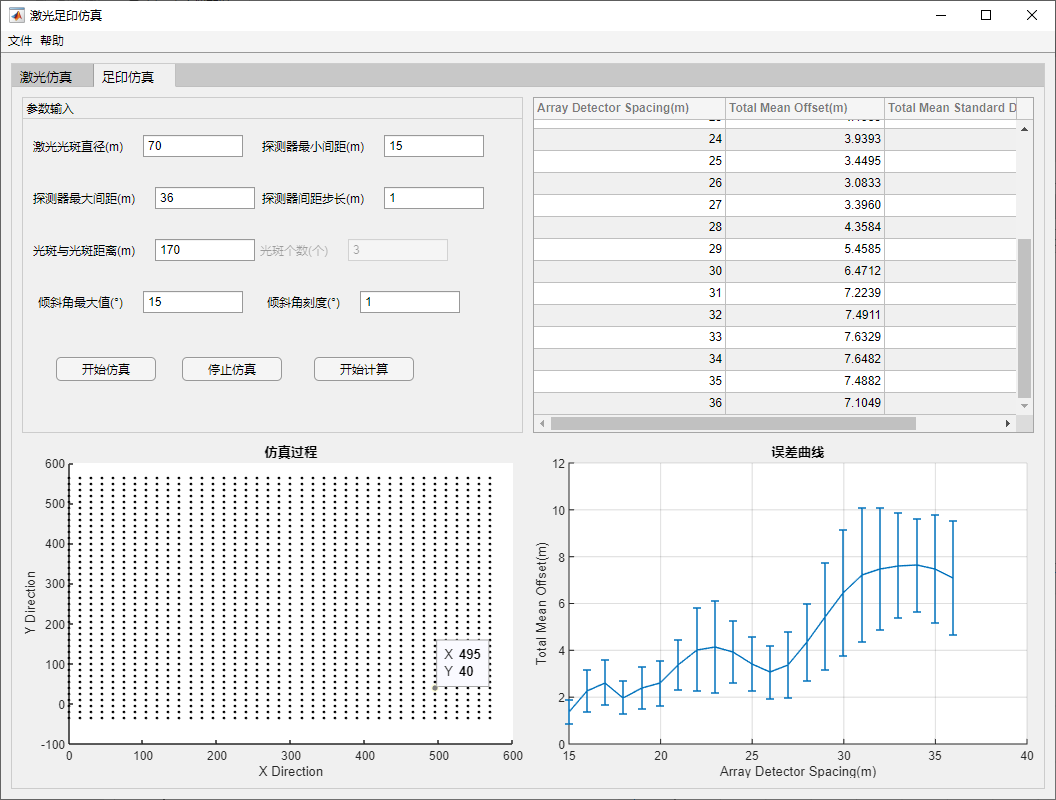 激光足印仿真
文件 帮助
激光仿真 足印仿真
参数输入
激光光斑直径(m) 70 探测器最小间距(m) 15
探测器最大间距(m) 36 探测器间距步长(m) 1
光斑与光斑距离(m) 170 光斑个数(个) 3
倾斜角最大值(°) 15 倾斜角刻度(°) 1
开始仿真 停止仿真 开始计算
Array Detector Spacing(m) Total Mean Offset(m) Total Mean Standard D
24 3.9393
25 3.4495
26 3.0833
27 3.3960
28 4.3584
29 5.4585
30 6.4712
31 7.2239
32 7.4911
33 7.6329
34 7.6482
35 7.4882
36 7.1049
仿真过程
600
500
400
300
200
100
0
-100
Y Direction
X 495
Y 40
0 100 200 300 400 500 600
X Direction
误差曲线
12
10
8
6
4
2
0
Total Mean Offset(m)
15 20 25 30 35 40
Array Detector Spacing(m)